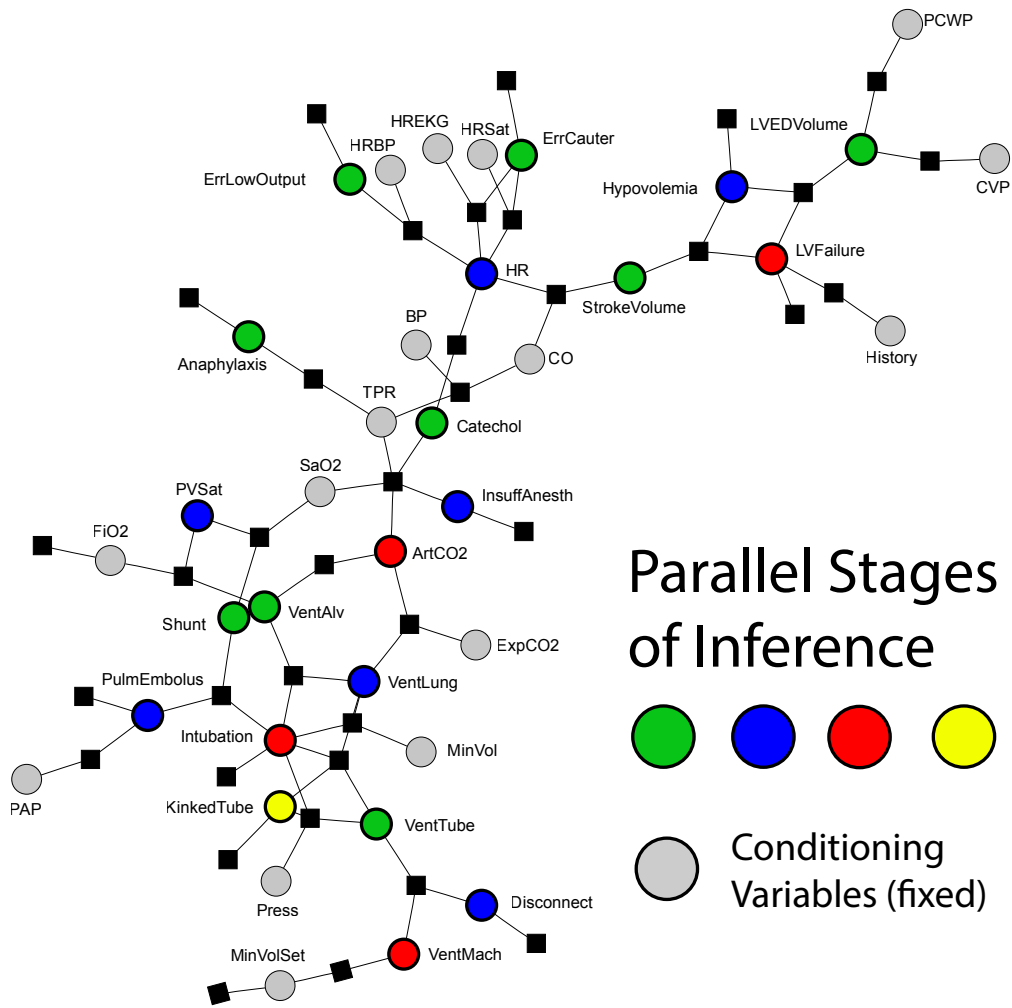 PCWP
HREKG
HRSat
ErrCauter
LVEDVolume
HRBP
ErrLowOutput
Hypovolemia
CVP
HR
LVFailure
StrokeVolume
BP
Anaphylaxis
CO
History
TPR
Catechol
SaO2
PVSat
InsuffAnesth
FiO2
ArtCO2
Parallel Stages
of Inference
Shunt
VentAlv
ExpCO2
PulmEmbolus
VentLung
Intubation
MinVol
PAP
KinkedTube
VentTube
Conditioning
Variables (fixed)
Press
Disconnect
MinVolSet
VentMach